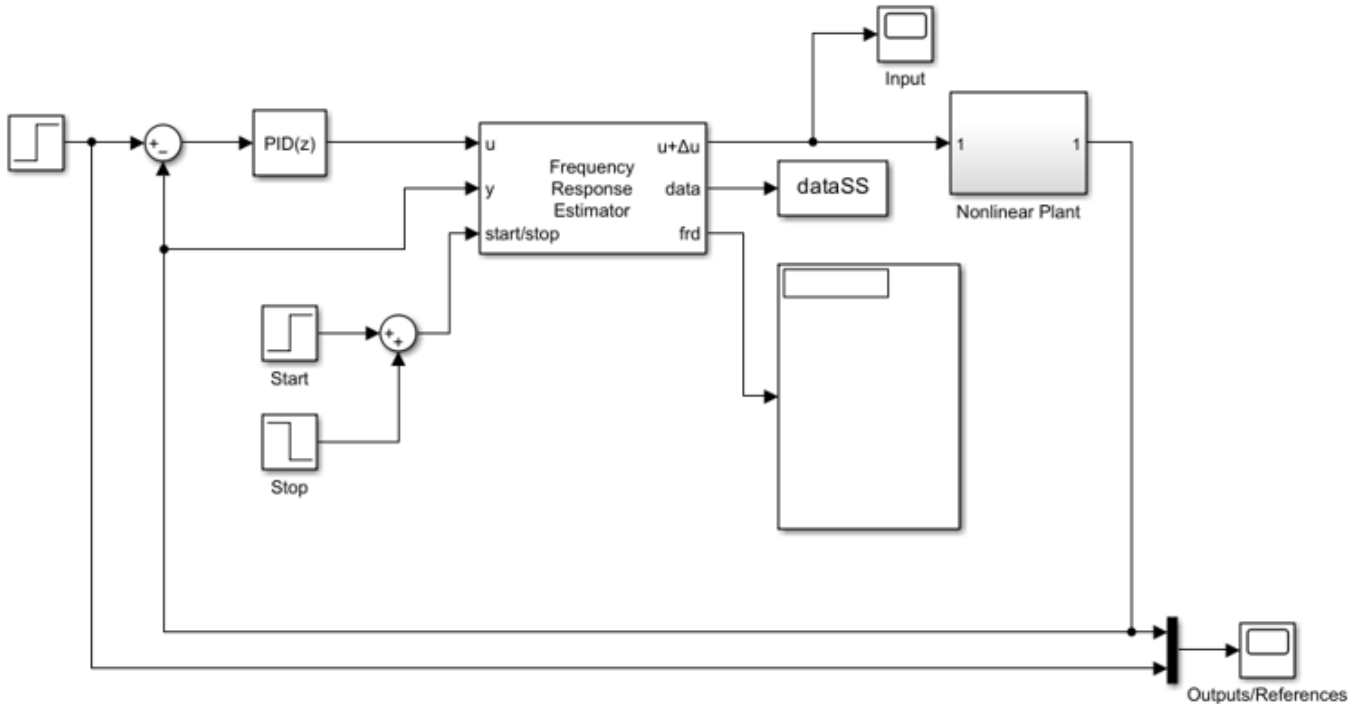 Input
+
−
PID(z)
u
y
start/stop
Frequency
Response
Estimator
u+Δu
data
frd
dataSS
1
1
Nonlinear Plant
+
+
Start
Stop
Outputs/References